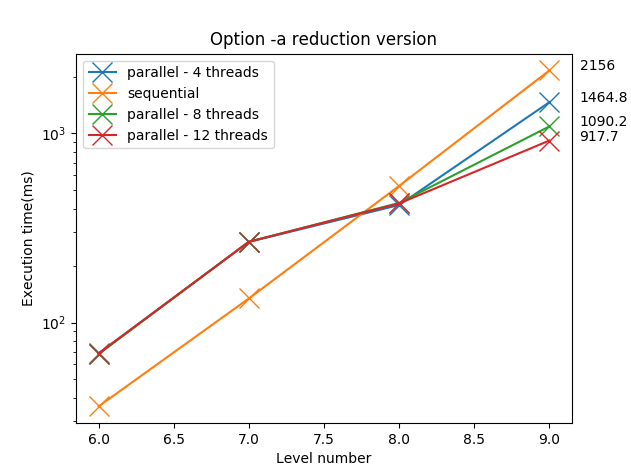 Option -a reduction version
parallel - 4 threads
sequential
parallel - 8 threads
parallel - 12 threads
2156
1464.8
1090.2
917.7
10³
10²
Execution time(ms)
6.0 6.5 7.0 7.5 8.0 8.5 9.0
Level number